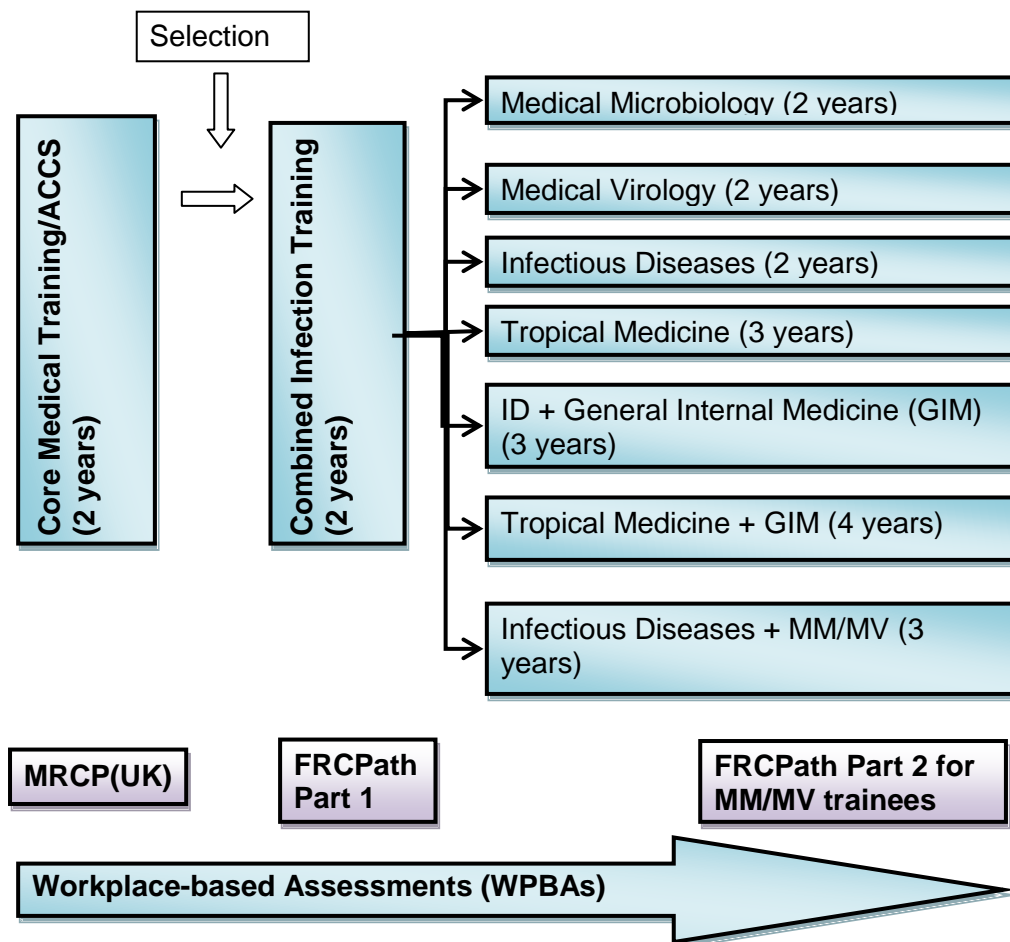 Selection
Core Medical Training/ACCS
(2 years)
Combined Infection Training
(2 years)
Medical Microbiology (2 years)
Medical Virology (2 years)
Infectious Diseases (2 years)
Tropical Medicine (3 years)
ID + General Internal Medicine (GIM)
(3 years)
Tropical Medicine + GIM (4 years)
Infectious Diseases + MM/MV (3
years)
MRCP(UK)
FRCPath
Part 1
FRCPath Part 2 for
MM/MV trainees
Workplace-based Assessments (WPBAs)